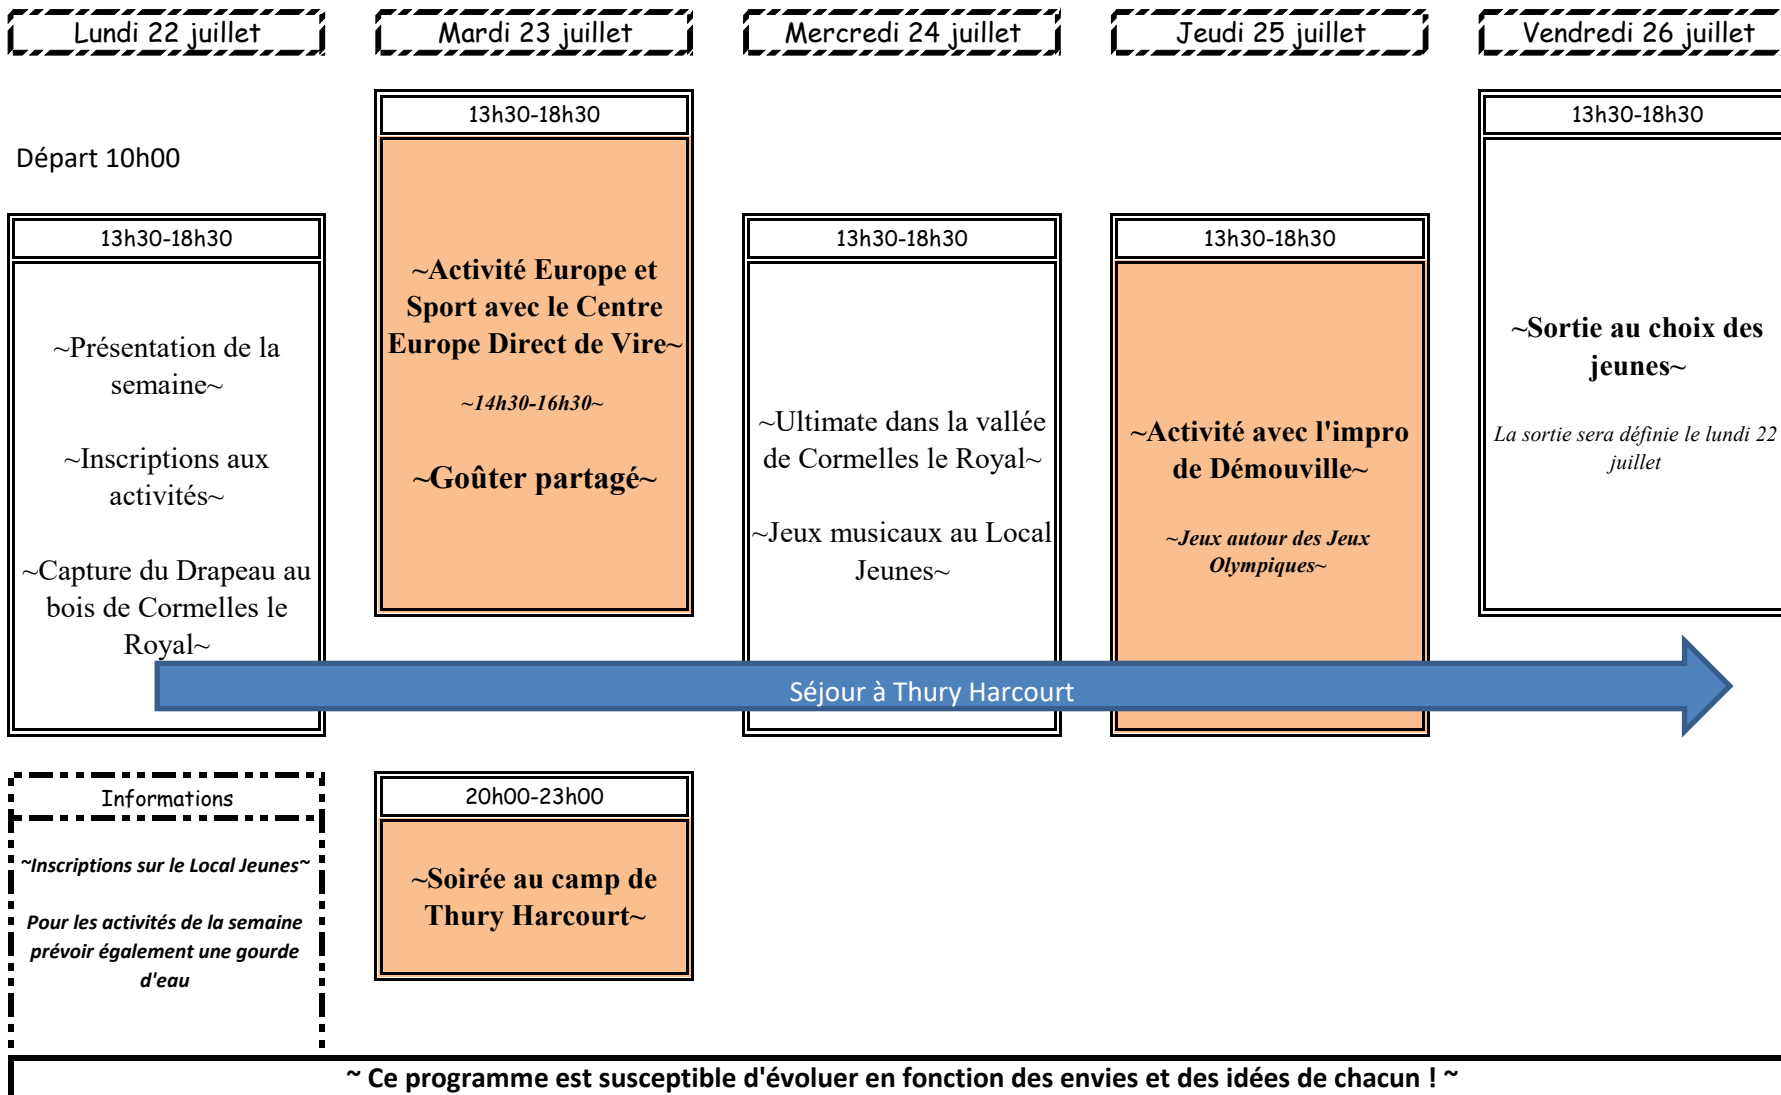 Lundi 22 juillet
Départ 10h00
13h30-18h30
~Présentation de la
semaine~
~Inscriptions aux
activités~
~Capture du Drapeau au
bois de Cormelles le
Royal~
Mardi 23 juillet
13h30-18h30
~Activité Europe et
Sport avec le Centre
Europe Direct de Vire~
~14h30-16h30~
~Goûter partagé~
Mercredi 24 juillet
13h30-18h30
~Ultimate dans la vallée
de Cormelles le Royal~
~Jeux musicaux au Local
Jeunes~
Jeudi 25 juillet
13h30-18h30
~Activité avec l'impro
de Démouville~
~Jeux autour des Jeux
Olympiques~
Vendredi 26 juillet
13h30-18h30
~Sortie au choix des
jeunes~
La sortie sera définie le lundi 22
juillet
Séjour à Thury Harcourt
Informations
~Inscriptions sur le Local Jeunes~
Pour les activités de la semaine
prévoir également une gourde
d'eau
20h00-23h00
~Soirée au camp de
Thury Harcourt~
~ Ce programme est susceptible d'évoluer en fonction des envies et des idées de chacun ! ~